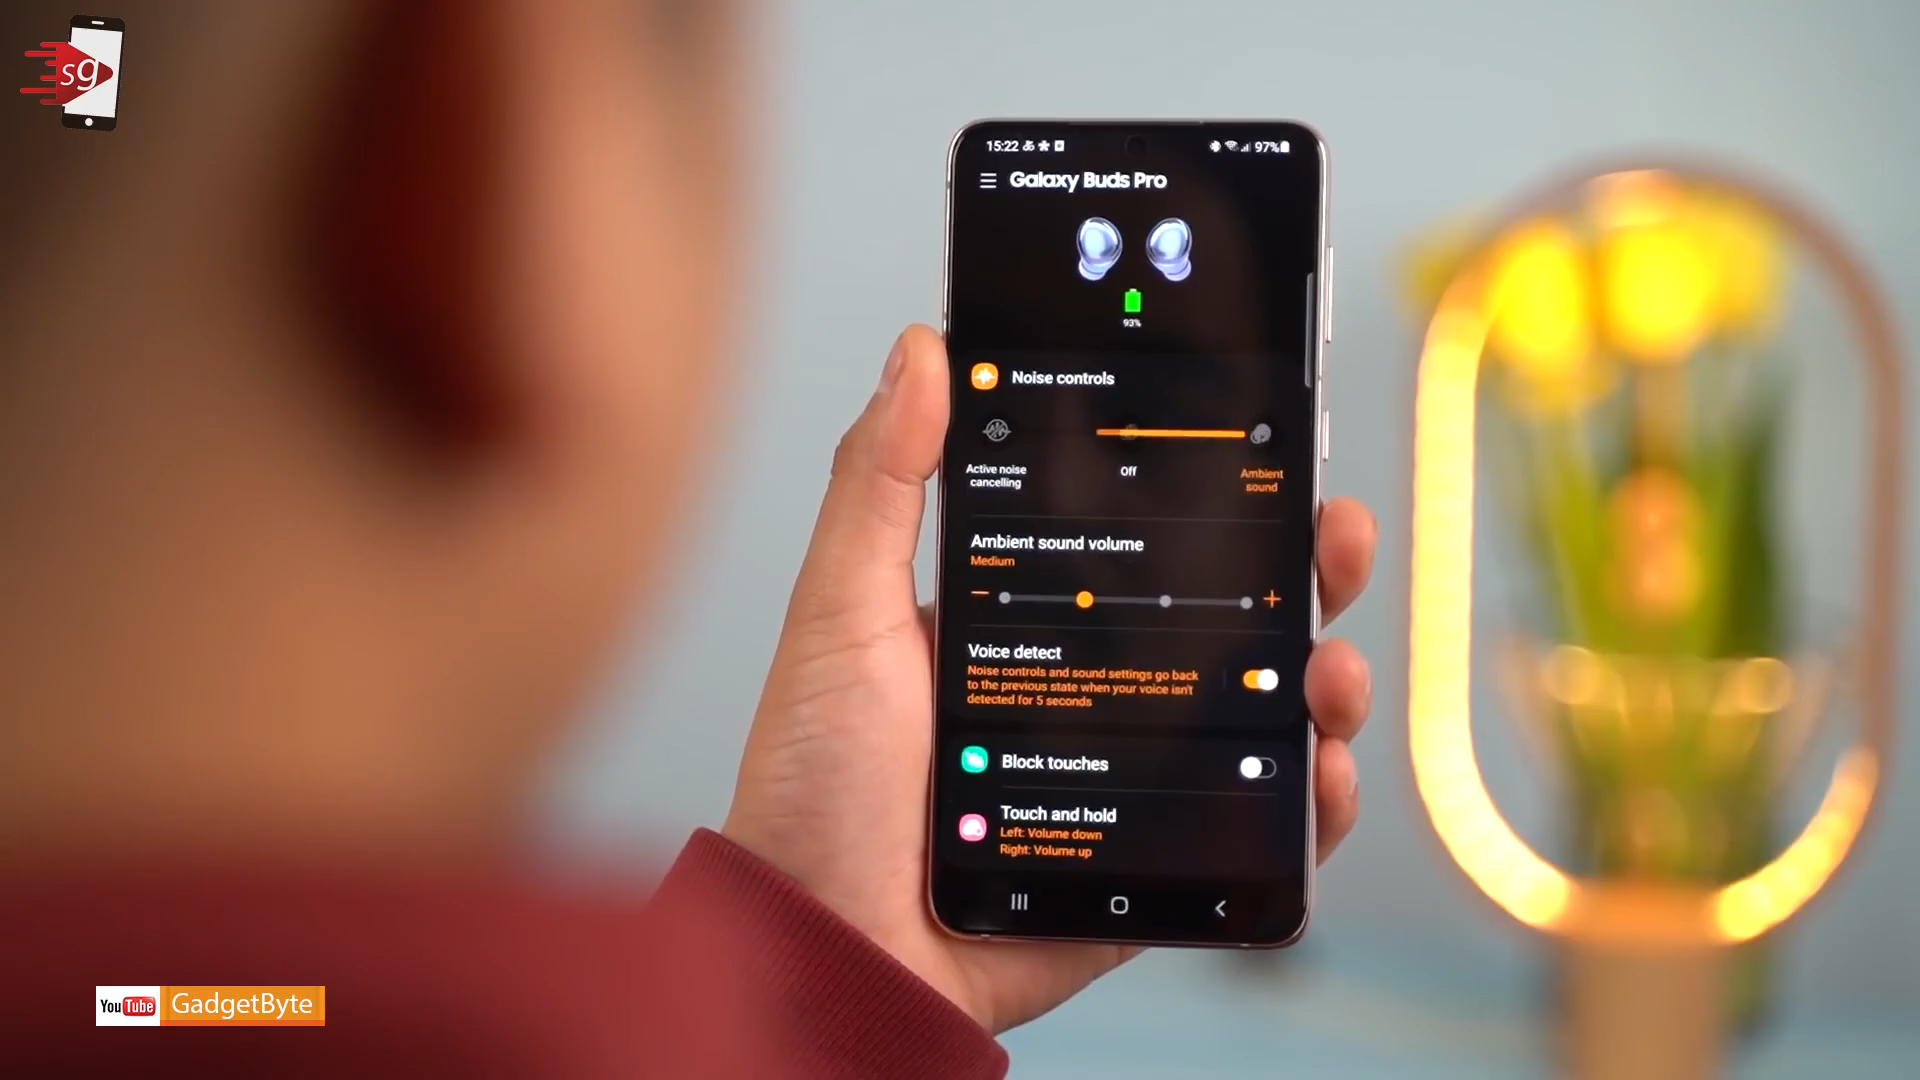 sg
15:22
97%
Galaxy Buds Pro
93%
Noise controls
Active noise
cancelling
Off
Ambient
sound
Ambient sound volume
Medium
Voice detect
Noise controls and sound settings go back
to the previous state when your voice isn't
detected for 5 seconds
Block touches
Touch and hold
Left: Volume down
Right: Volume up
YouTube GadgetByte